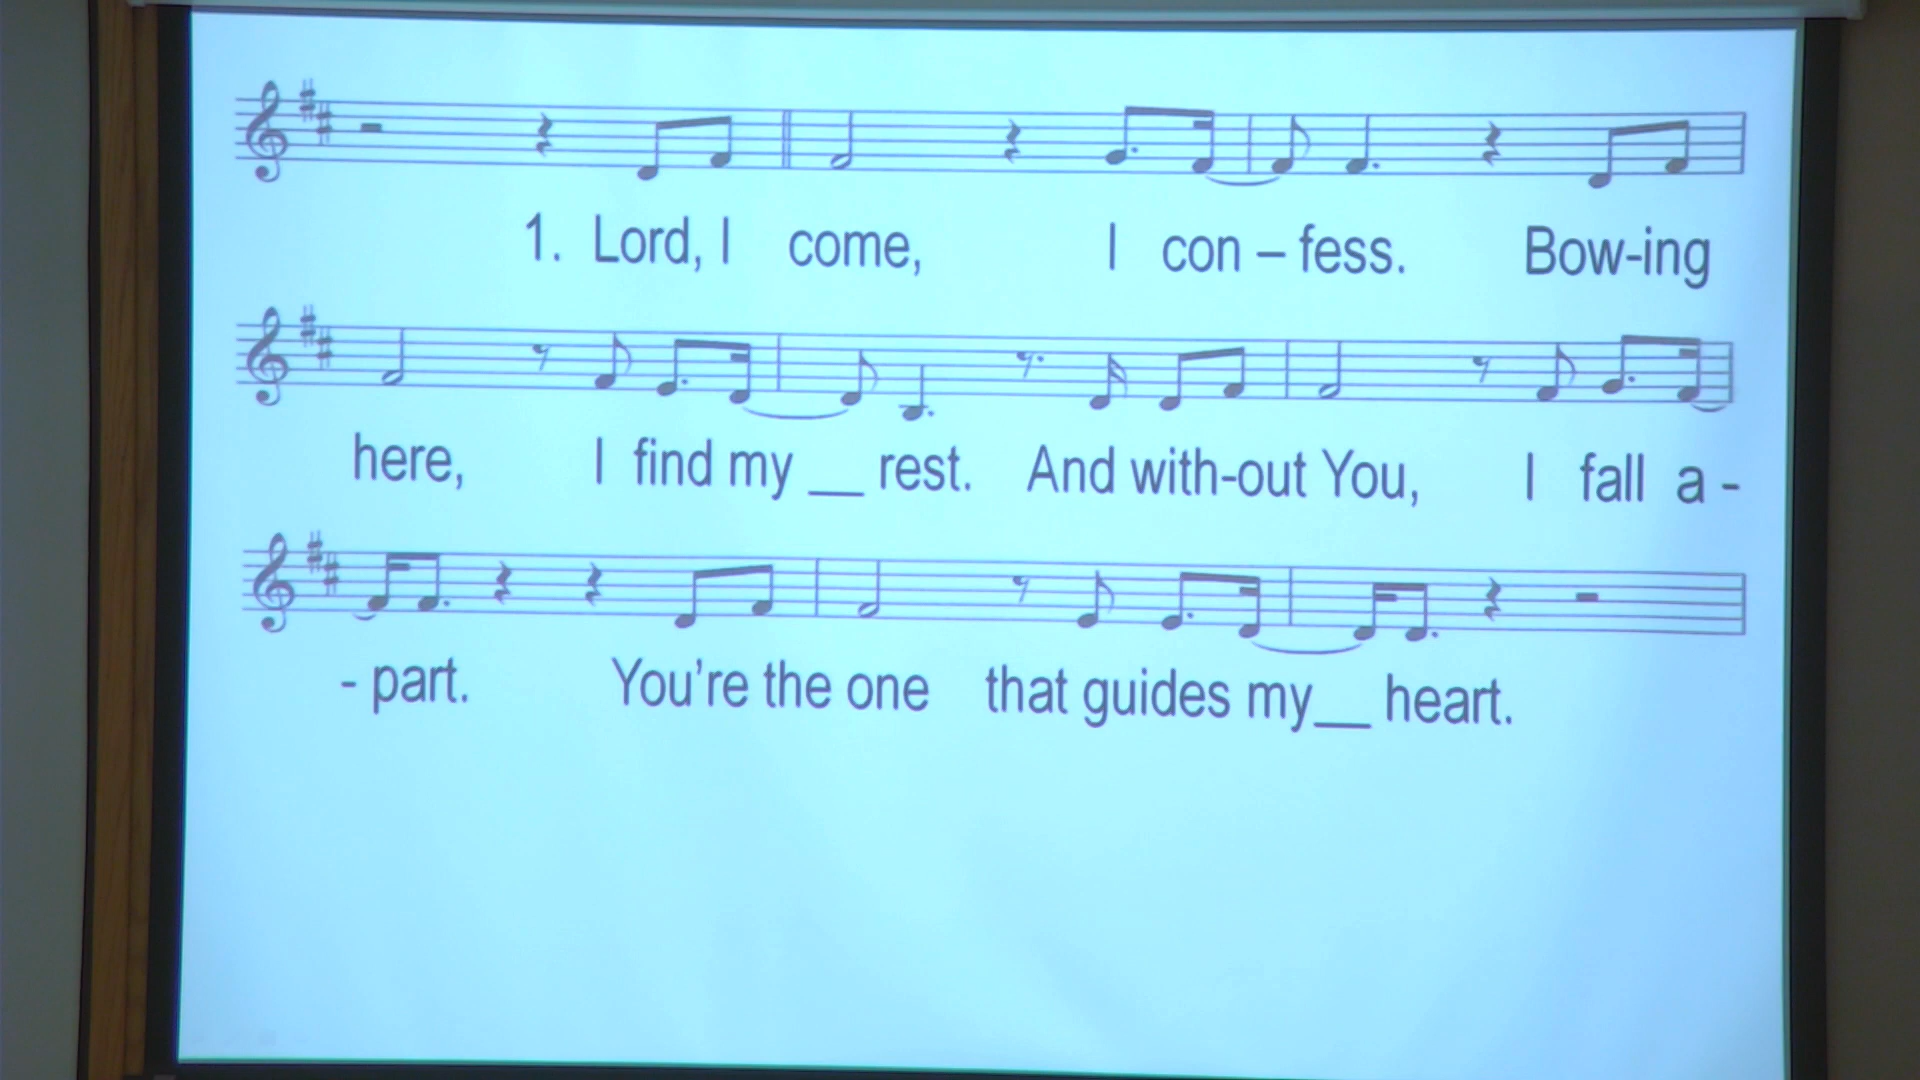 1. Lord, I come, I con – fess. Bow-ing
here, I find my __ rest. And with-out You, I fall a -
- part. You're the one that guides my__ heart.